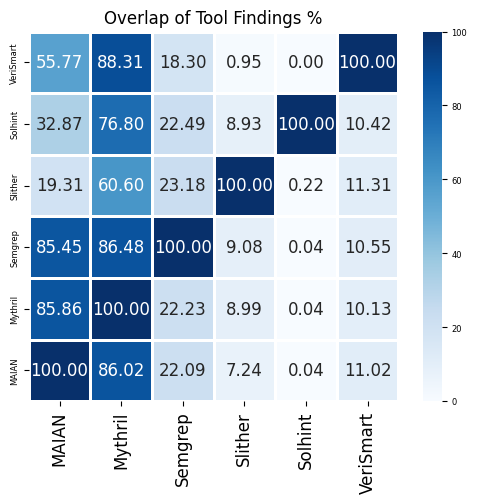 Overlap of Tool Findings %
VeriSmart 55.77 88.31 18.30 0.95 0.00 100.00
Solhint 32.87 76.80 22.49 8.93 100.00 10.42
Slither 19.31 60.60 23.18 100.00 0.22 11.31
Semgrep 85.45 86.48 100.00 9.08 0.04 10.55
Mythril 85.86 100.00 22.23 8.99 0.04 10.13
MAIAN 100.00 86.02 22.09 7.24 0.04 11.02
MAIAN Mythril Semgrep Slither Solhint VeriSmart
100
80
60
40
20
0